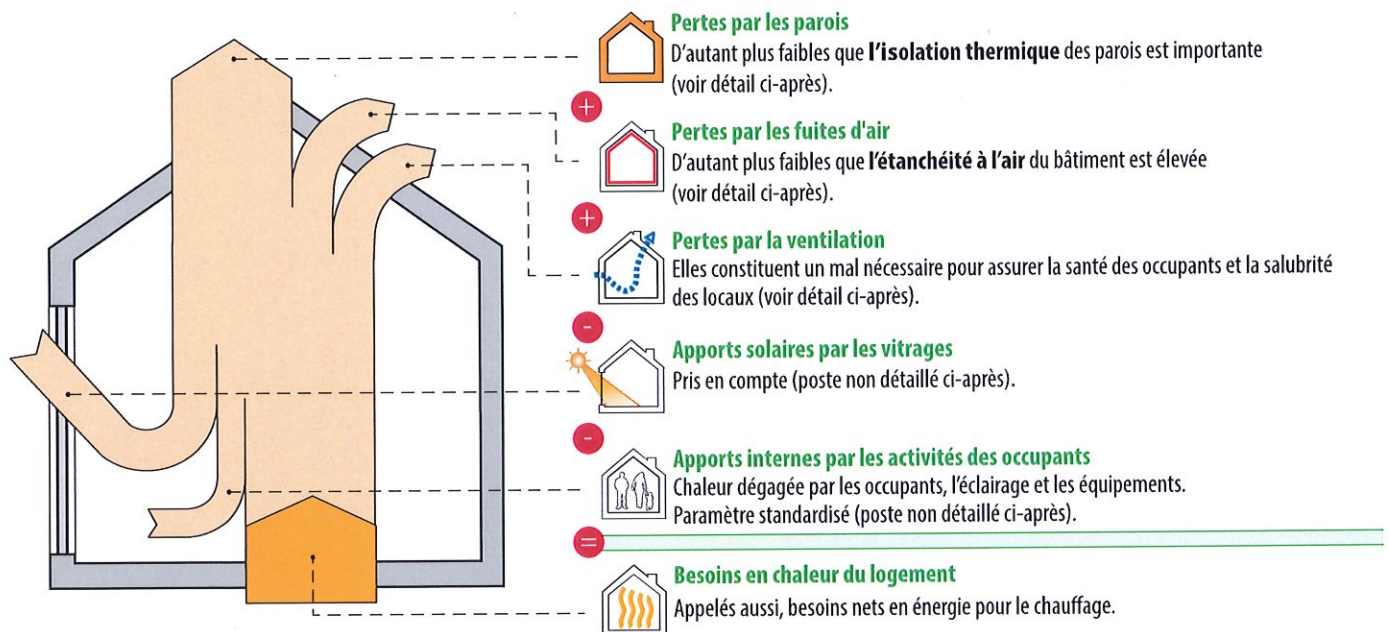 Pertes par les parois
D'autant plus faibles que l'isolation thermique des parois est importante
(voir détail ci-après).
+
Pertes par les fuites d'air
D'autant plus faibles que l'étanchéité à l'air du bâtiment est élevée
(voir détail ci-après).
+
Pertes par la ventilation
Elles constituent un mal nécessaire pour assurer la santé des occupants et la salubrité
des locaux (voir détail ci-après).
-
Apports solaires par les vitrages
Pris en compte (poste non détaillé ci-après).
-
Apports internes par les activités des occupants
Chaleur dégagée par les occupants, l'éclairage et les équipements.
Paramètre standardisé (poste non détaillé ci-après).
=
Besoins en chaleur du logement
Appelés aussi, besoins nets en énergie pour le chauffage.